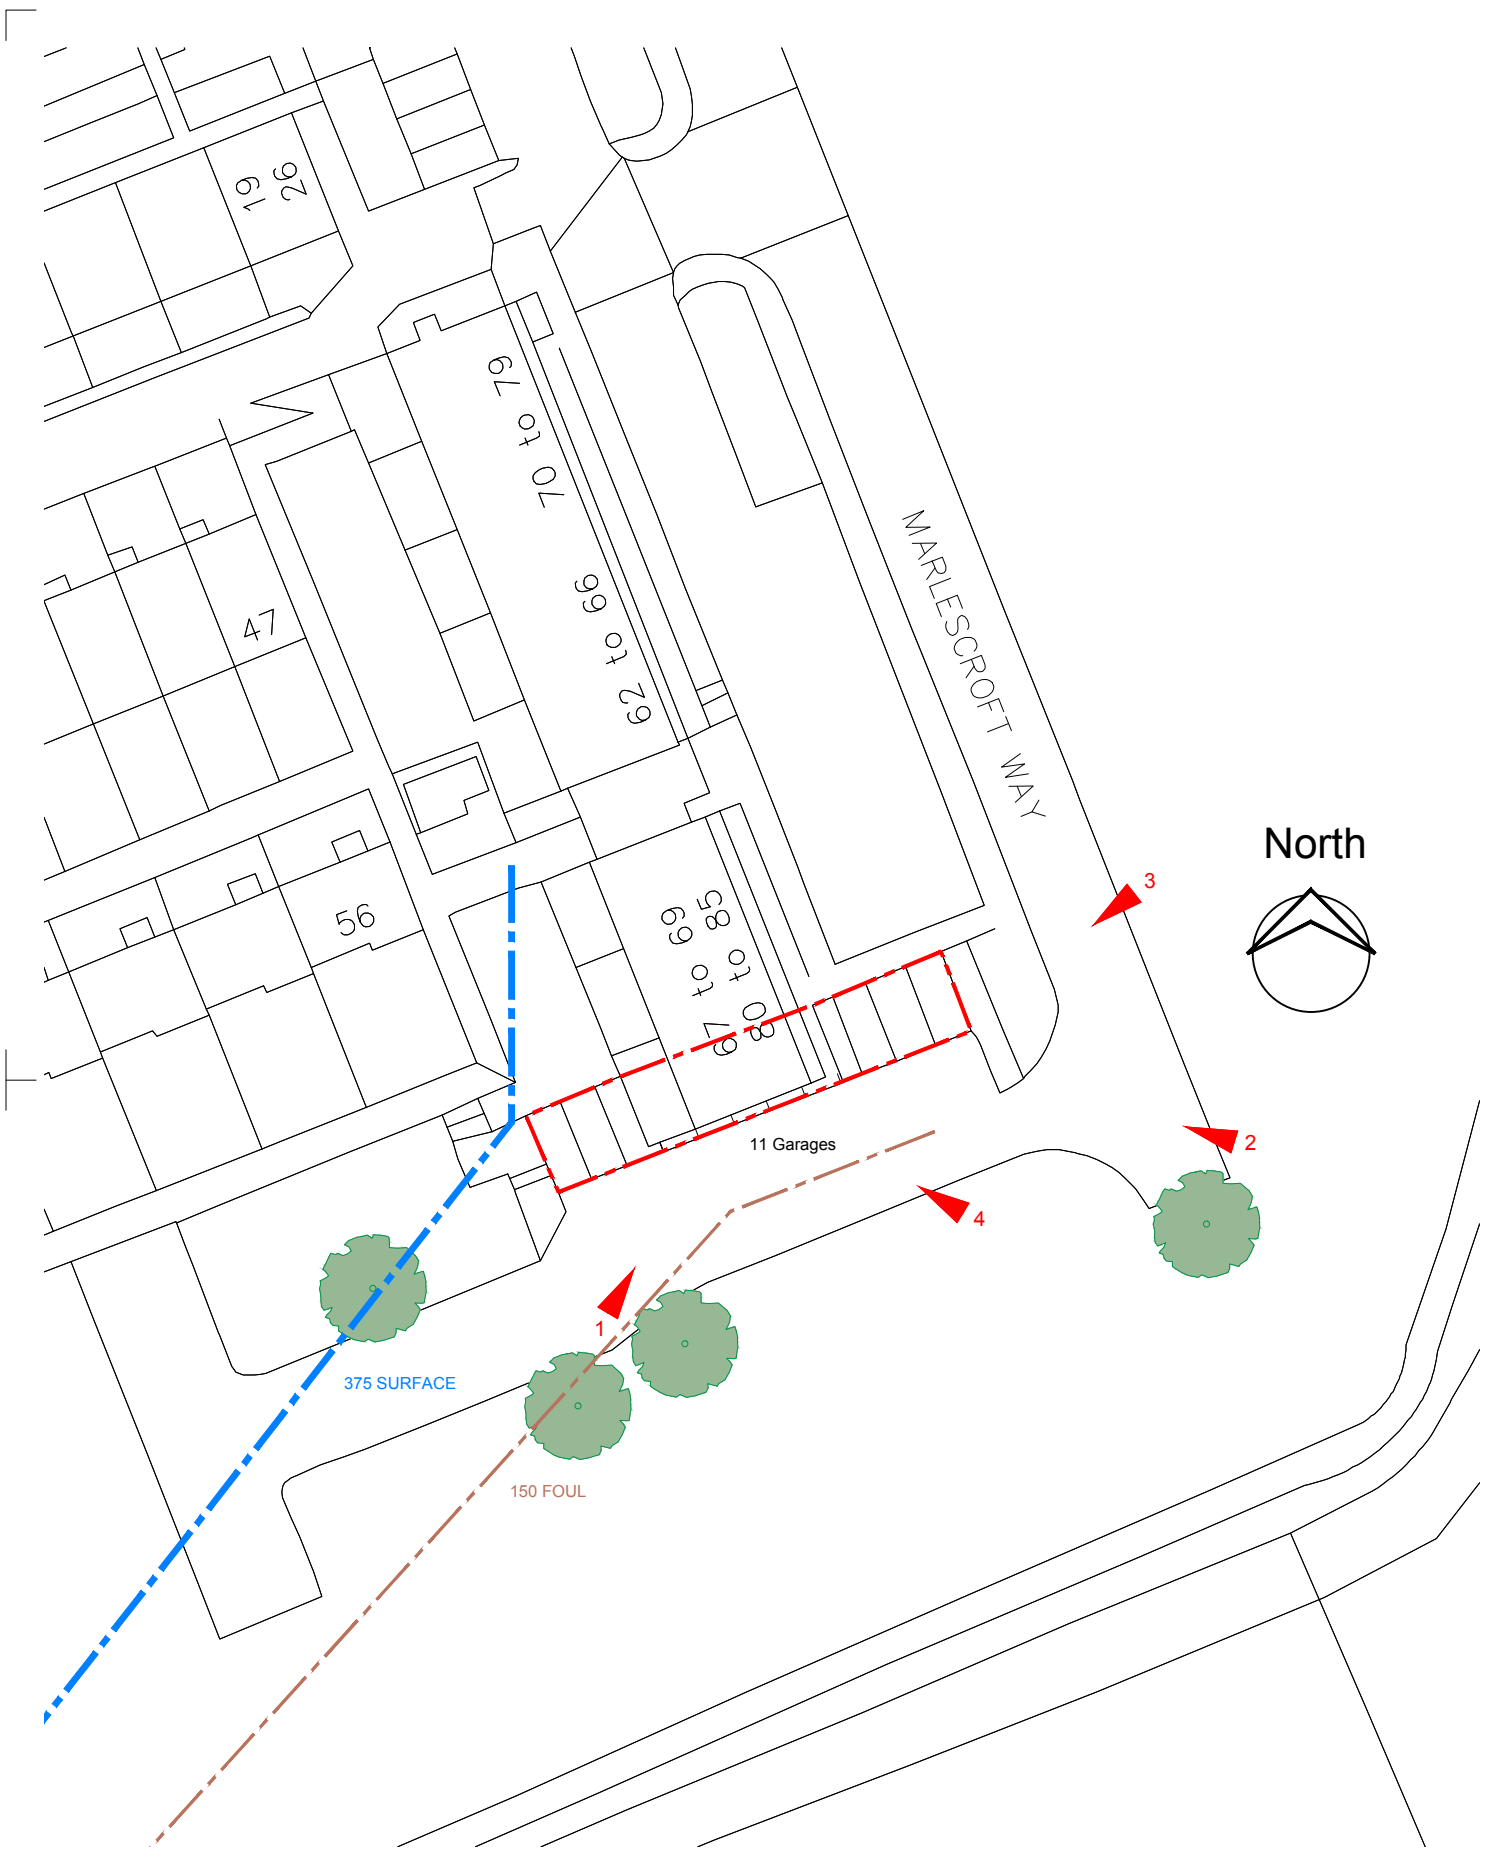 19
26
70 to 79
47
62 to 66
MARLESCROFT WAY
North
3
56
67 to 69
80 to 85
11 Garages
2
4
1
375 SURFACE
150 FOUL